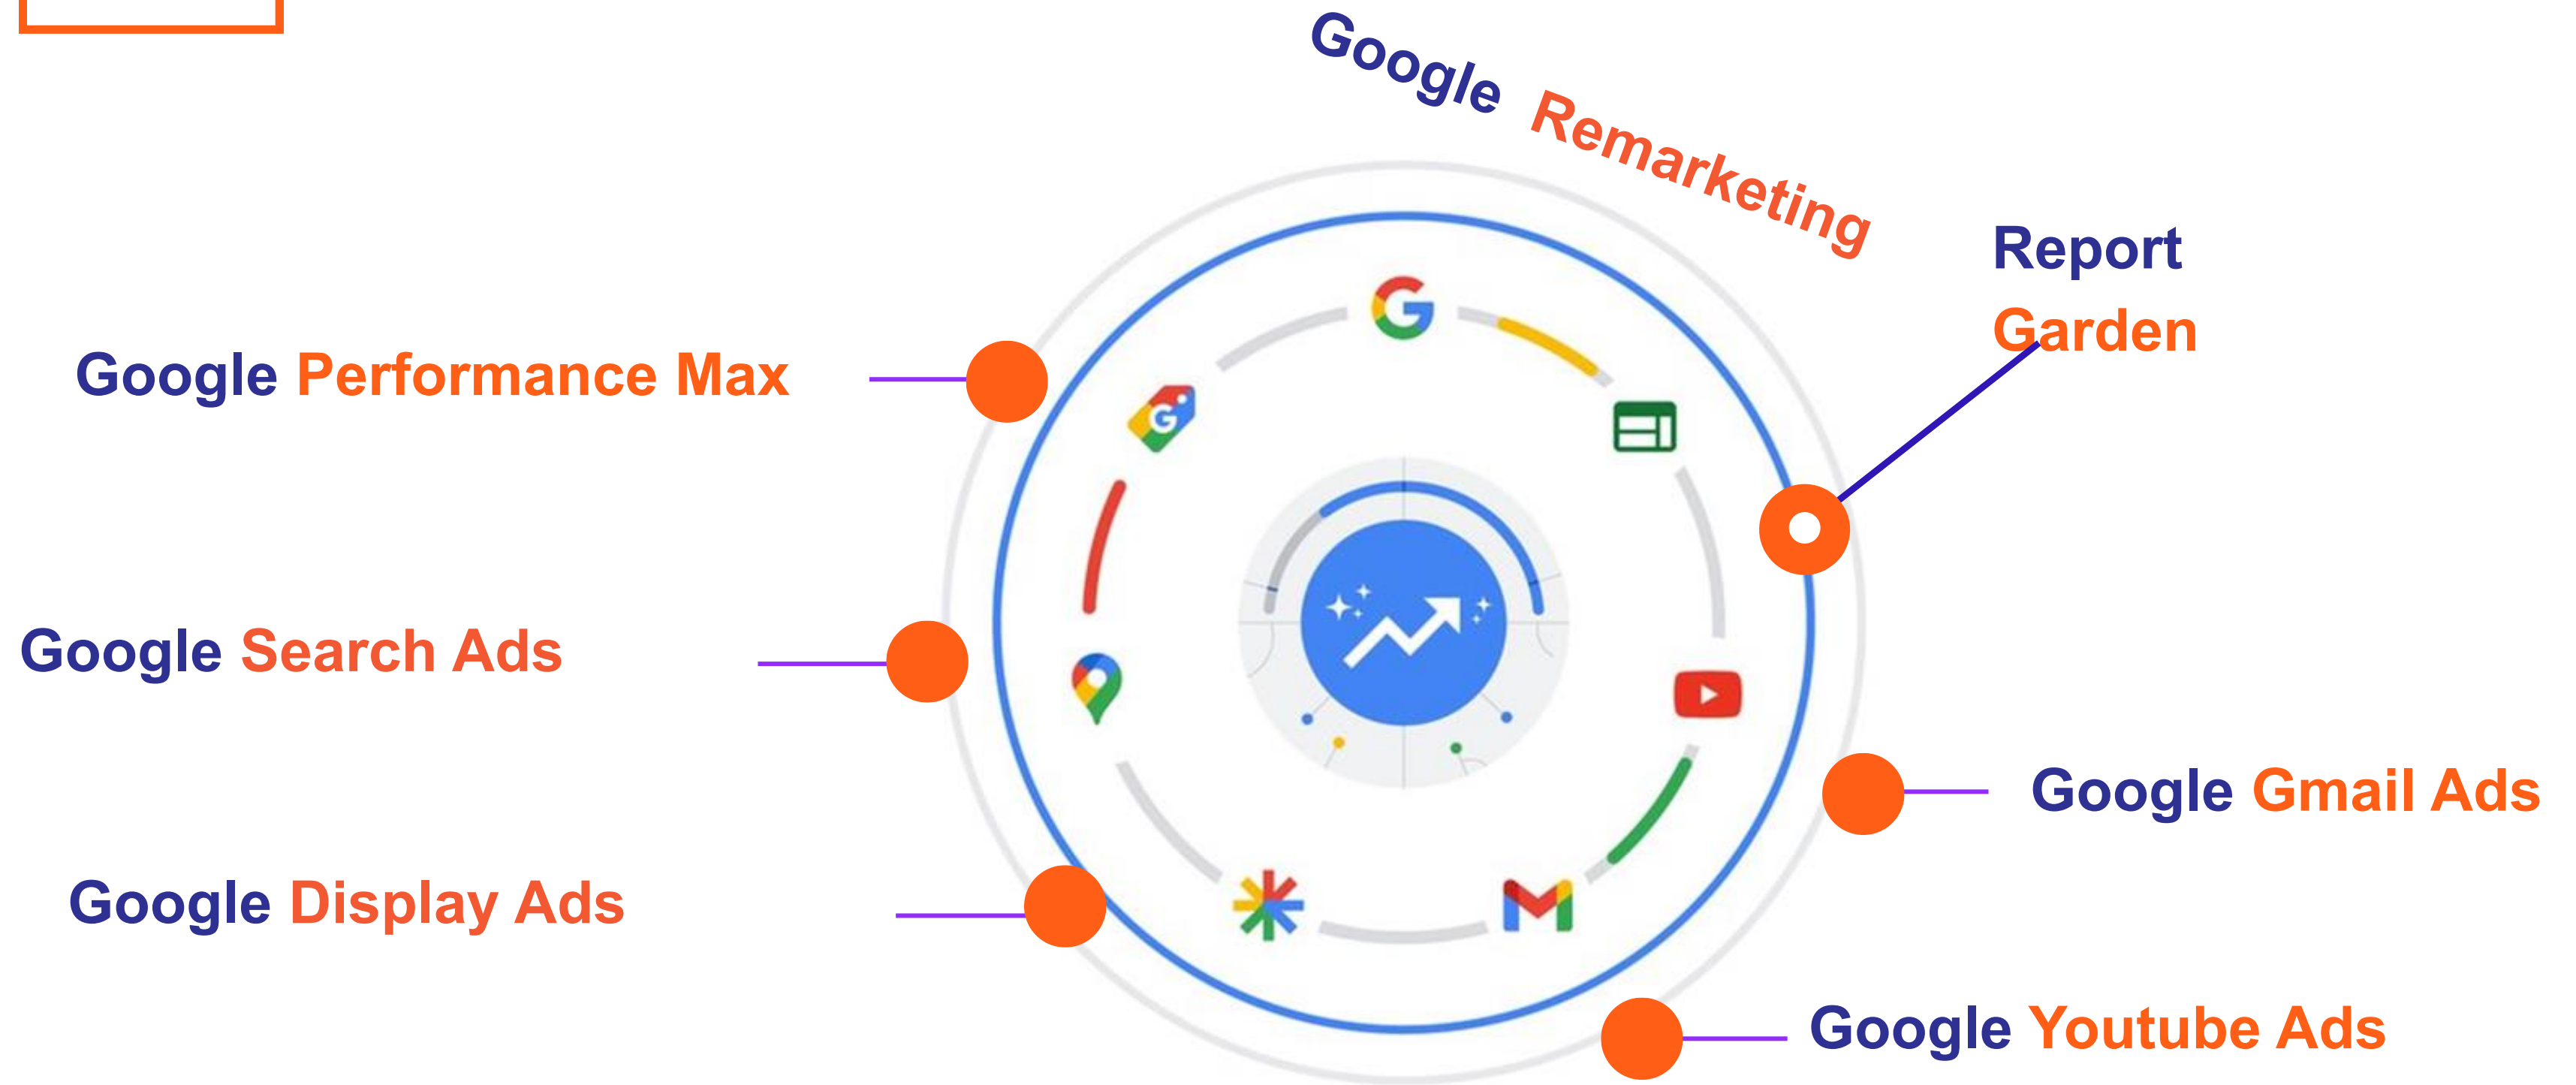 Google Remarketing
Report
Garden
Google Performance Max
Google Search Ads
Google Gmail Ads
Google Display Ads
Google Youtube Ads